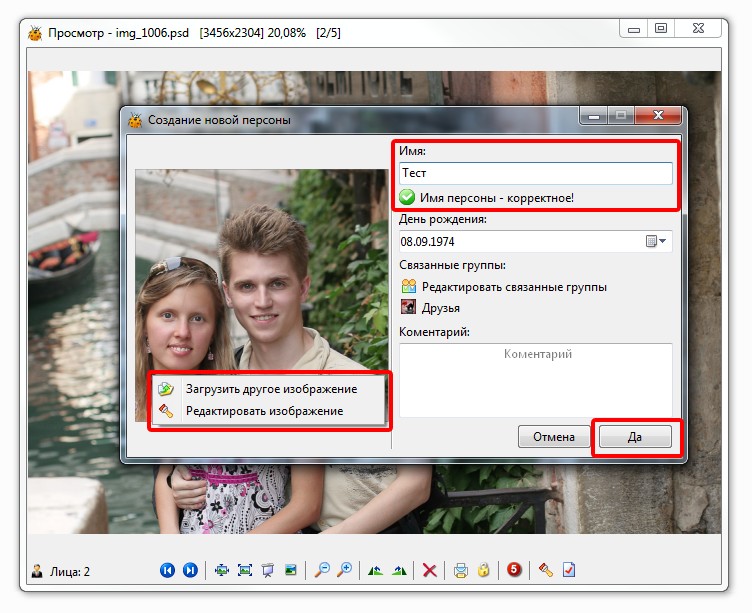 Просмотр - img_1006.psd [3456x2304] 20,08% [2/5]
Создание новой персоны
Имя:
Тест
Имя персоны - корректное!
День рождения:
08.09.1974
Связанные группы:
Редактировать связанные группы
Друзья
Коментарий:
Коментарий
Загрузить другое изображение
Редактировать изображение
Отмена
Да
Лица: 2
5